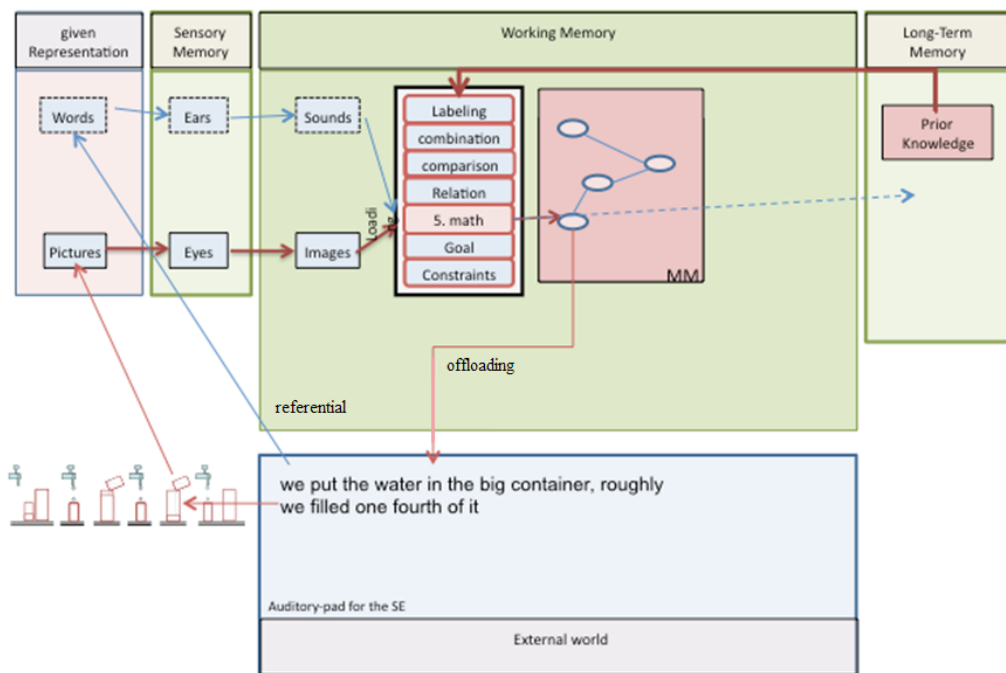 given
Representation
Sensory
Memory
Working Memory
Long-Term
Memory
Words
Ears
Sounds
Labeling
combination
comparison
Relation
5. math
Goal
Constraints
Loadi
ng
Prior
Knowledge
Pictures
Eyes
Images
MM
offloading
referential
we put the water in the big container, roughly
we filled one fourth of it
Auditory-pad for the SE
External world